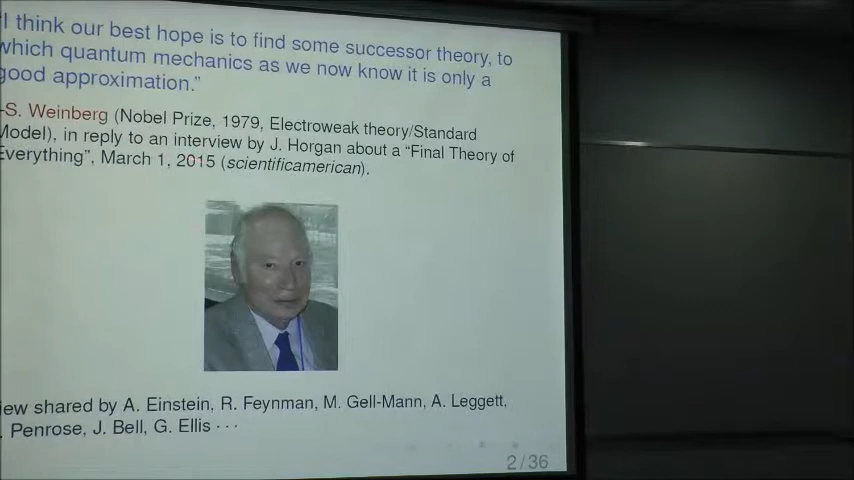 "I think our best hope is to find some successor theory, to
which quantum mechanics as we now know it is only a
good approximation."
-S. Weinberg (Nobel Prize, 1979, Electroweak theory/Standard
Model), in reply to an interview by J. Horgan about a "Final Theory of
Everything", March 1, 2015 (scientificamerican).
iew shared by A. Einstein, R. Feynman, M. Gell-Mann, A. Leggett,
. Penrose, J. Bell, G. Ellis ···
2/36